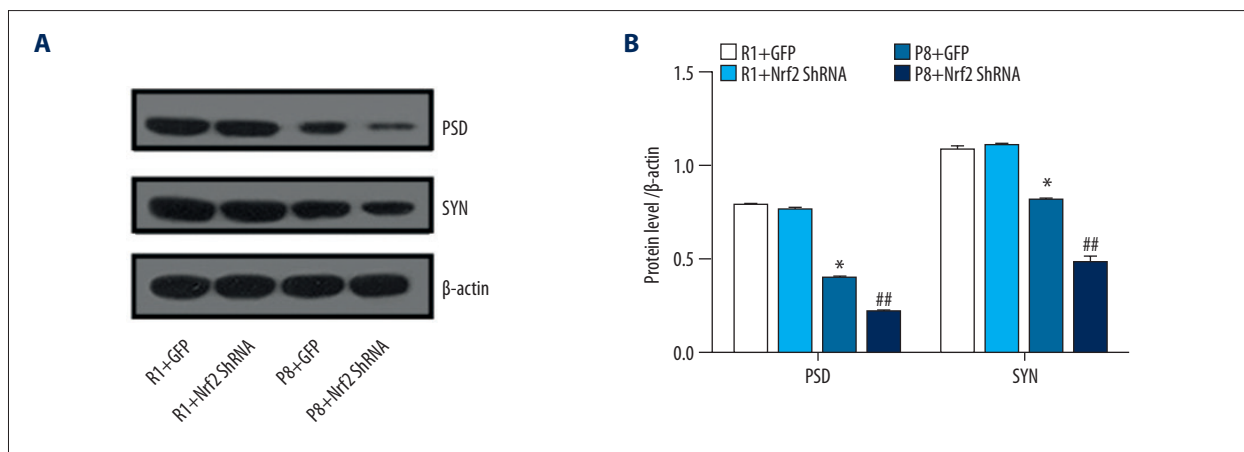 A
PSD
SYN
β-actin
R1+GFP
R1+Nrf2 ShRNA
P8+GFP
P8+Nrf2 ShRNA
B
R1+GFP
P8+GFP
R1+Nrf2 ShRNA
P8+Nrf2 ShRNA
Protein level /β-actin
1.5
1.0
0.5
0.0
*
##
*
##
PSD
SYN